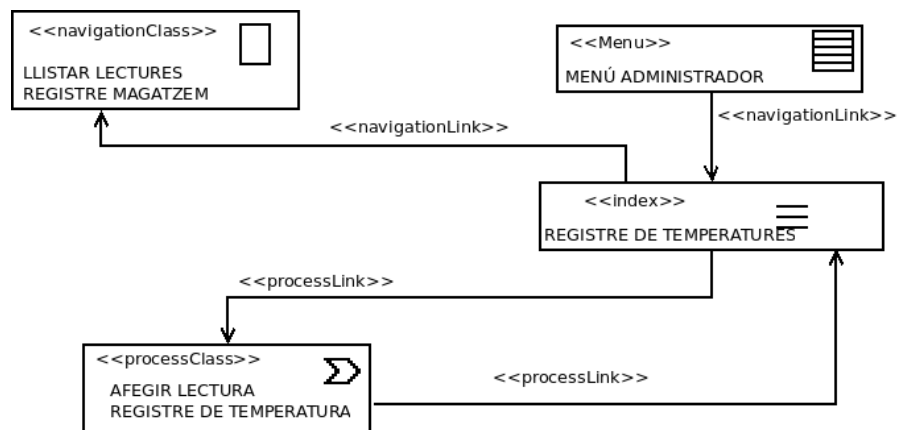 <<navigationClass>>
LLISTAR LECTURES
REGISTRE MAGATZEM
<<Menu>>
MENÚ ADMINISTRADOR
<<navigationLink>>
<<navigationLink>>
<<index>>
REGISTRE DE TEMPERATURES
<<processLink>>
<<processClass>>
AFEGIR LECTURA
REGISTRE DE TEMPERATURA
<<processLink>>